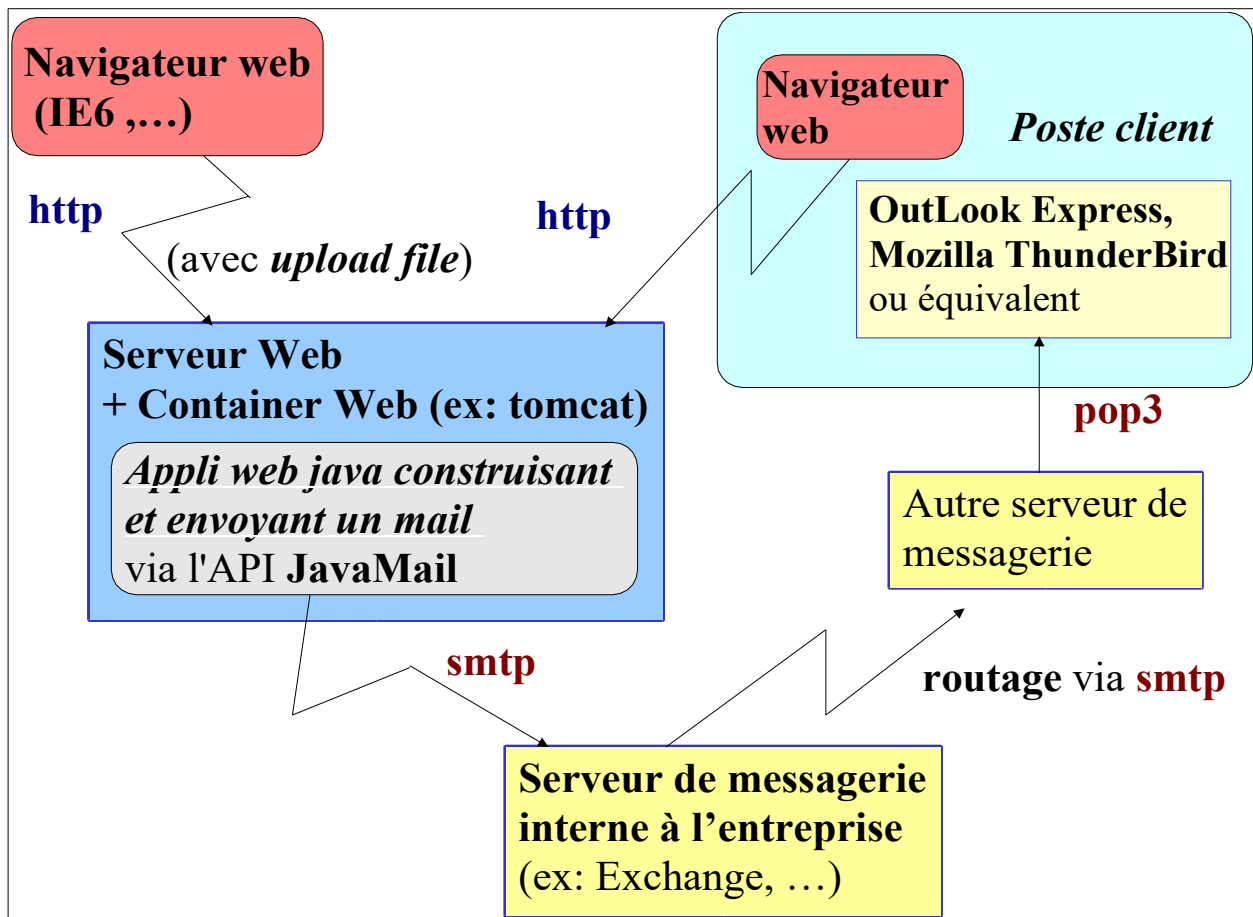 Navigateur web
(IE6 ,…)
Navigateur
web
Poste client
http
(avec upload file)
http
OutLook Express,
Mozilla ThunderBird
ou équivalent
Serveur Web
+ Container Web (ex: tomcat)
Appli web java construisant
et envoyant un mail
via l'API JavaMail
pop3
Autre serveur de
messagerie
smtp
routage via smtp
Serveur de messagerie
interne à l’entreprise
(ex: Exchange, …)